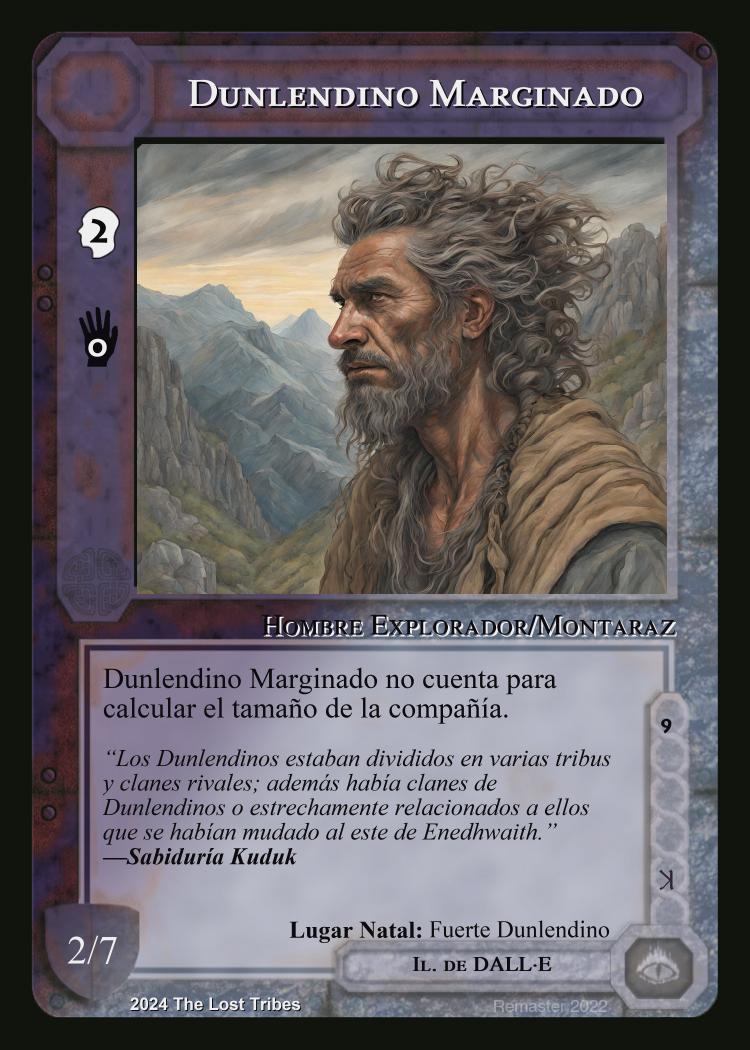 Dunlendino Marginado
2
0
Hombre Explorador/Montaraz
Dunlendino Marginado no cuenta para
calcular el tamaño de la compañía.
“Los Dunlendinos estaban divididos en varias tribus
y clanes rivales; además había clanes de
Dunlendinos o estrechamente relacionados a ellos
que se habían mudado al este de Enedhwaith.”
—Sabiduría Kuduk
9
Lugar Natal: Fuerte Dunlendino
2/7
Il. de DALL·E
2024 The Lost Tribes
Remaster 2022